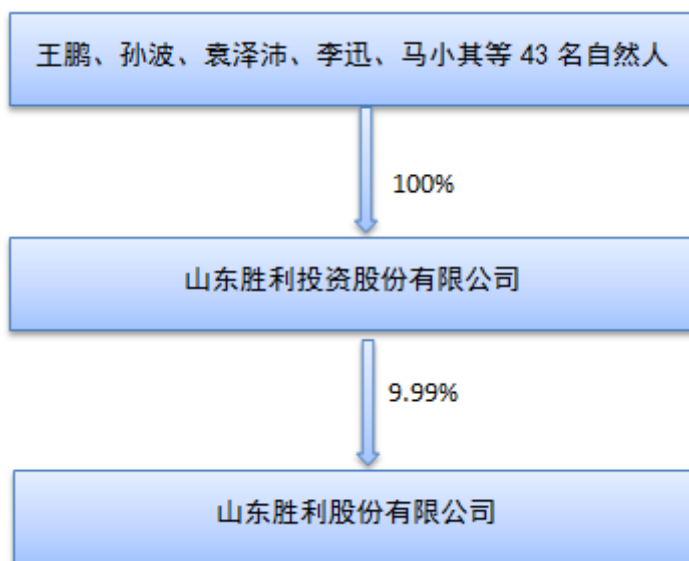 王鹏、孙波、袁泽沛、李迅、马小其等 43 名自然人
100%
山东胜利投资股份有限公司
9.99%
山东胜利股份有限公司